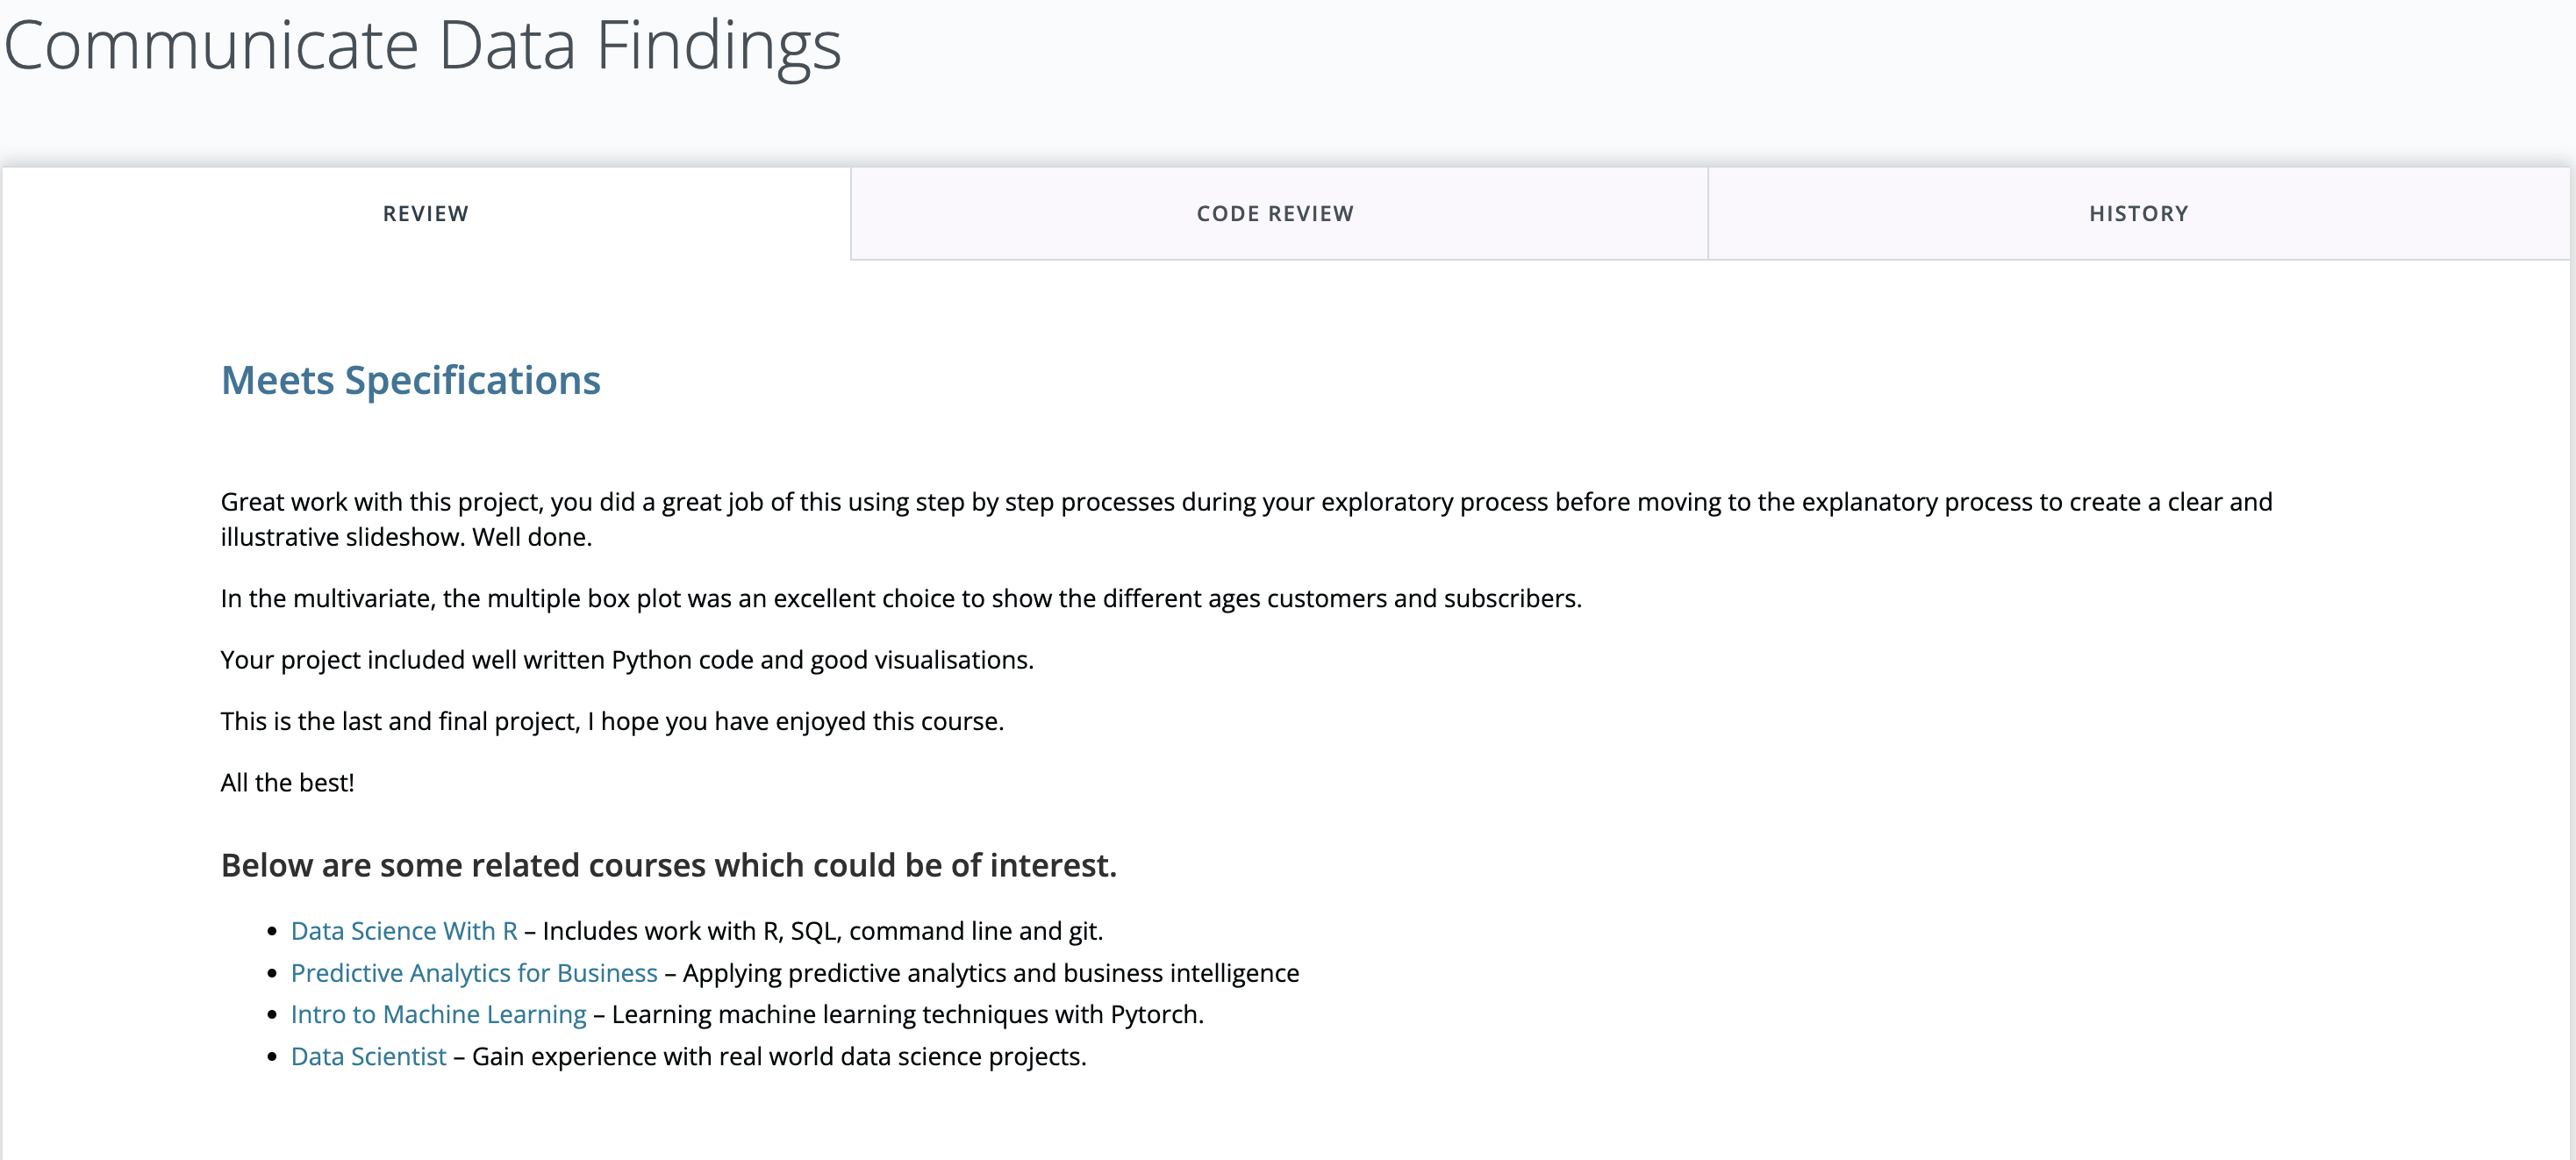 Communicate Data Findings
REVIEW
CODE REVIEW
HISTORY
Meets Specifications
Great work with this project, you did a great job of this using step by step processes during your exploratory process before moving to the explanatory process to create a clear and
illustrative slideshow. Well done.
In the multivariate, the multiple box plot was an excellent choice to show the different ages customers and subscribers.
Your project included well written Python code and good visualisations.
This is the last and final project, I hope you have enjoyed this course.
All the best!
Below are some related courses which could be of interest.
• Data Science With R – Includes work with R, SQL, command line and git.
• Predictive Analytics for Business – Applying predictive analytics and business intelligence
• Intro to Machine Learning – Learning machine learning techniques with Pytorch.
• Data Scientist – Gain experience with real world data science projects.